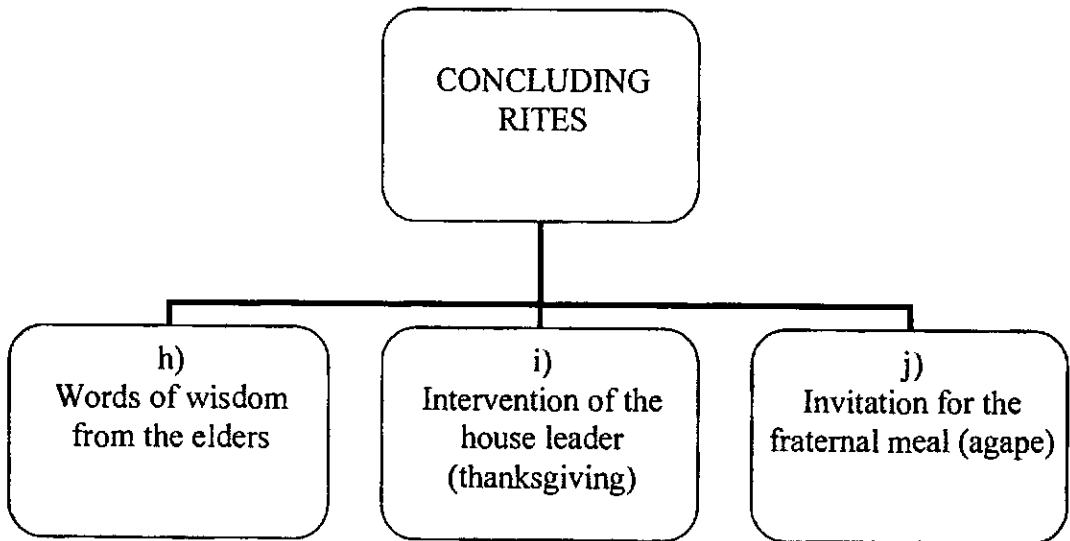 CONCLUDING
RITES
h)
Words of wisdom
from the elders
i)
Intervention of the
house leader
(thanksgiving)
j)
Invitation for the
fraternal meal (agape)